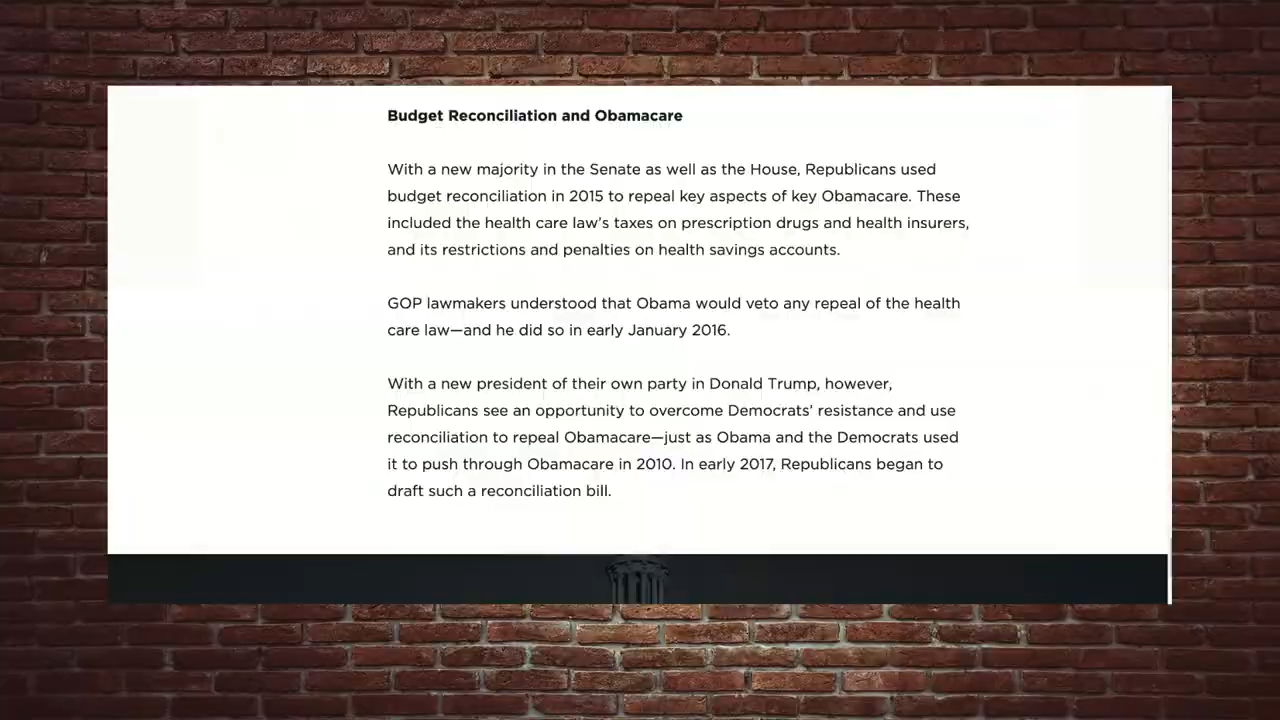 Budget Reconciliation and Obamacare
With a new majority in the Senate as well as the House, Republicans used
budget reconciliation in 2015 to repeal key aspects of key Obamacare. These
included the health care law’s taxes on prescription drugs and health insurers,
and its restrictions and penalties on health savings accounts.
GOP lawmakers understood that Obama would veto any repeal of the health
care law—and he did so in early January 2016.
With a new president of their own party in Donald Trump, however,
Republicans see an opportunity to overcome Democrats’ resistance and use
reconciliation to repeal Obamacare—just as Obama and the Democrats used
it to push through Obamacare in 2010. In early 2017, Republicans began to
draft such a reconciliation bill.